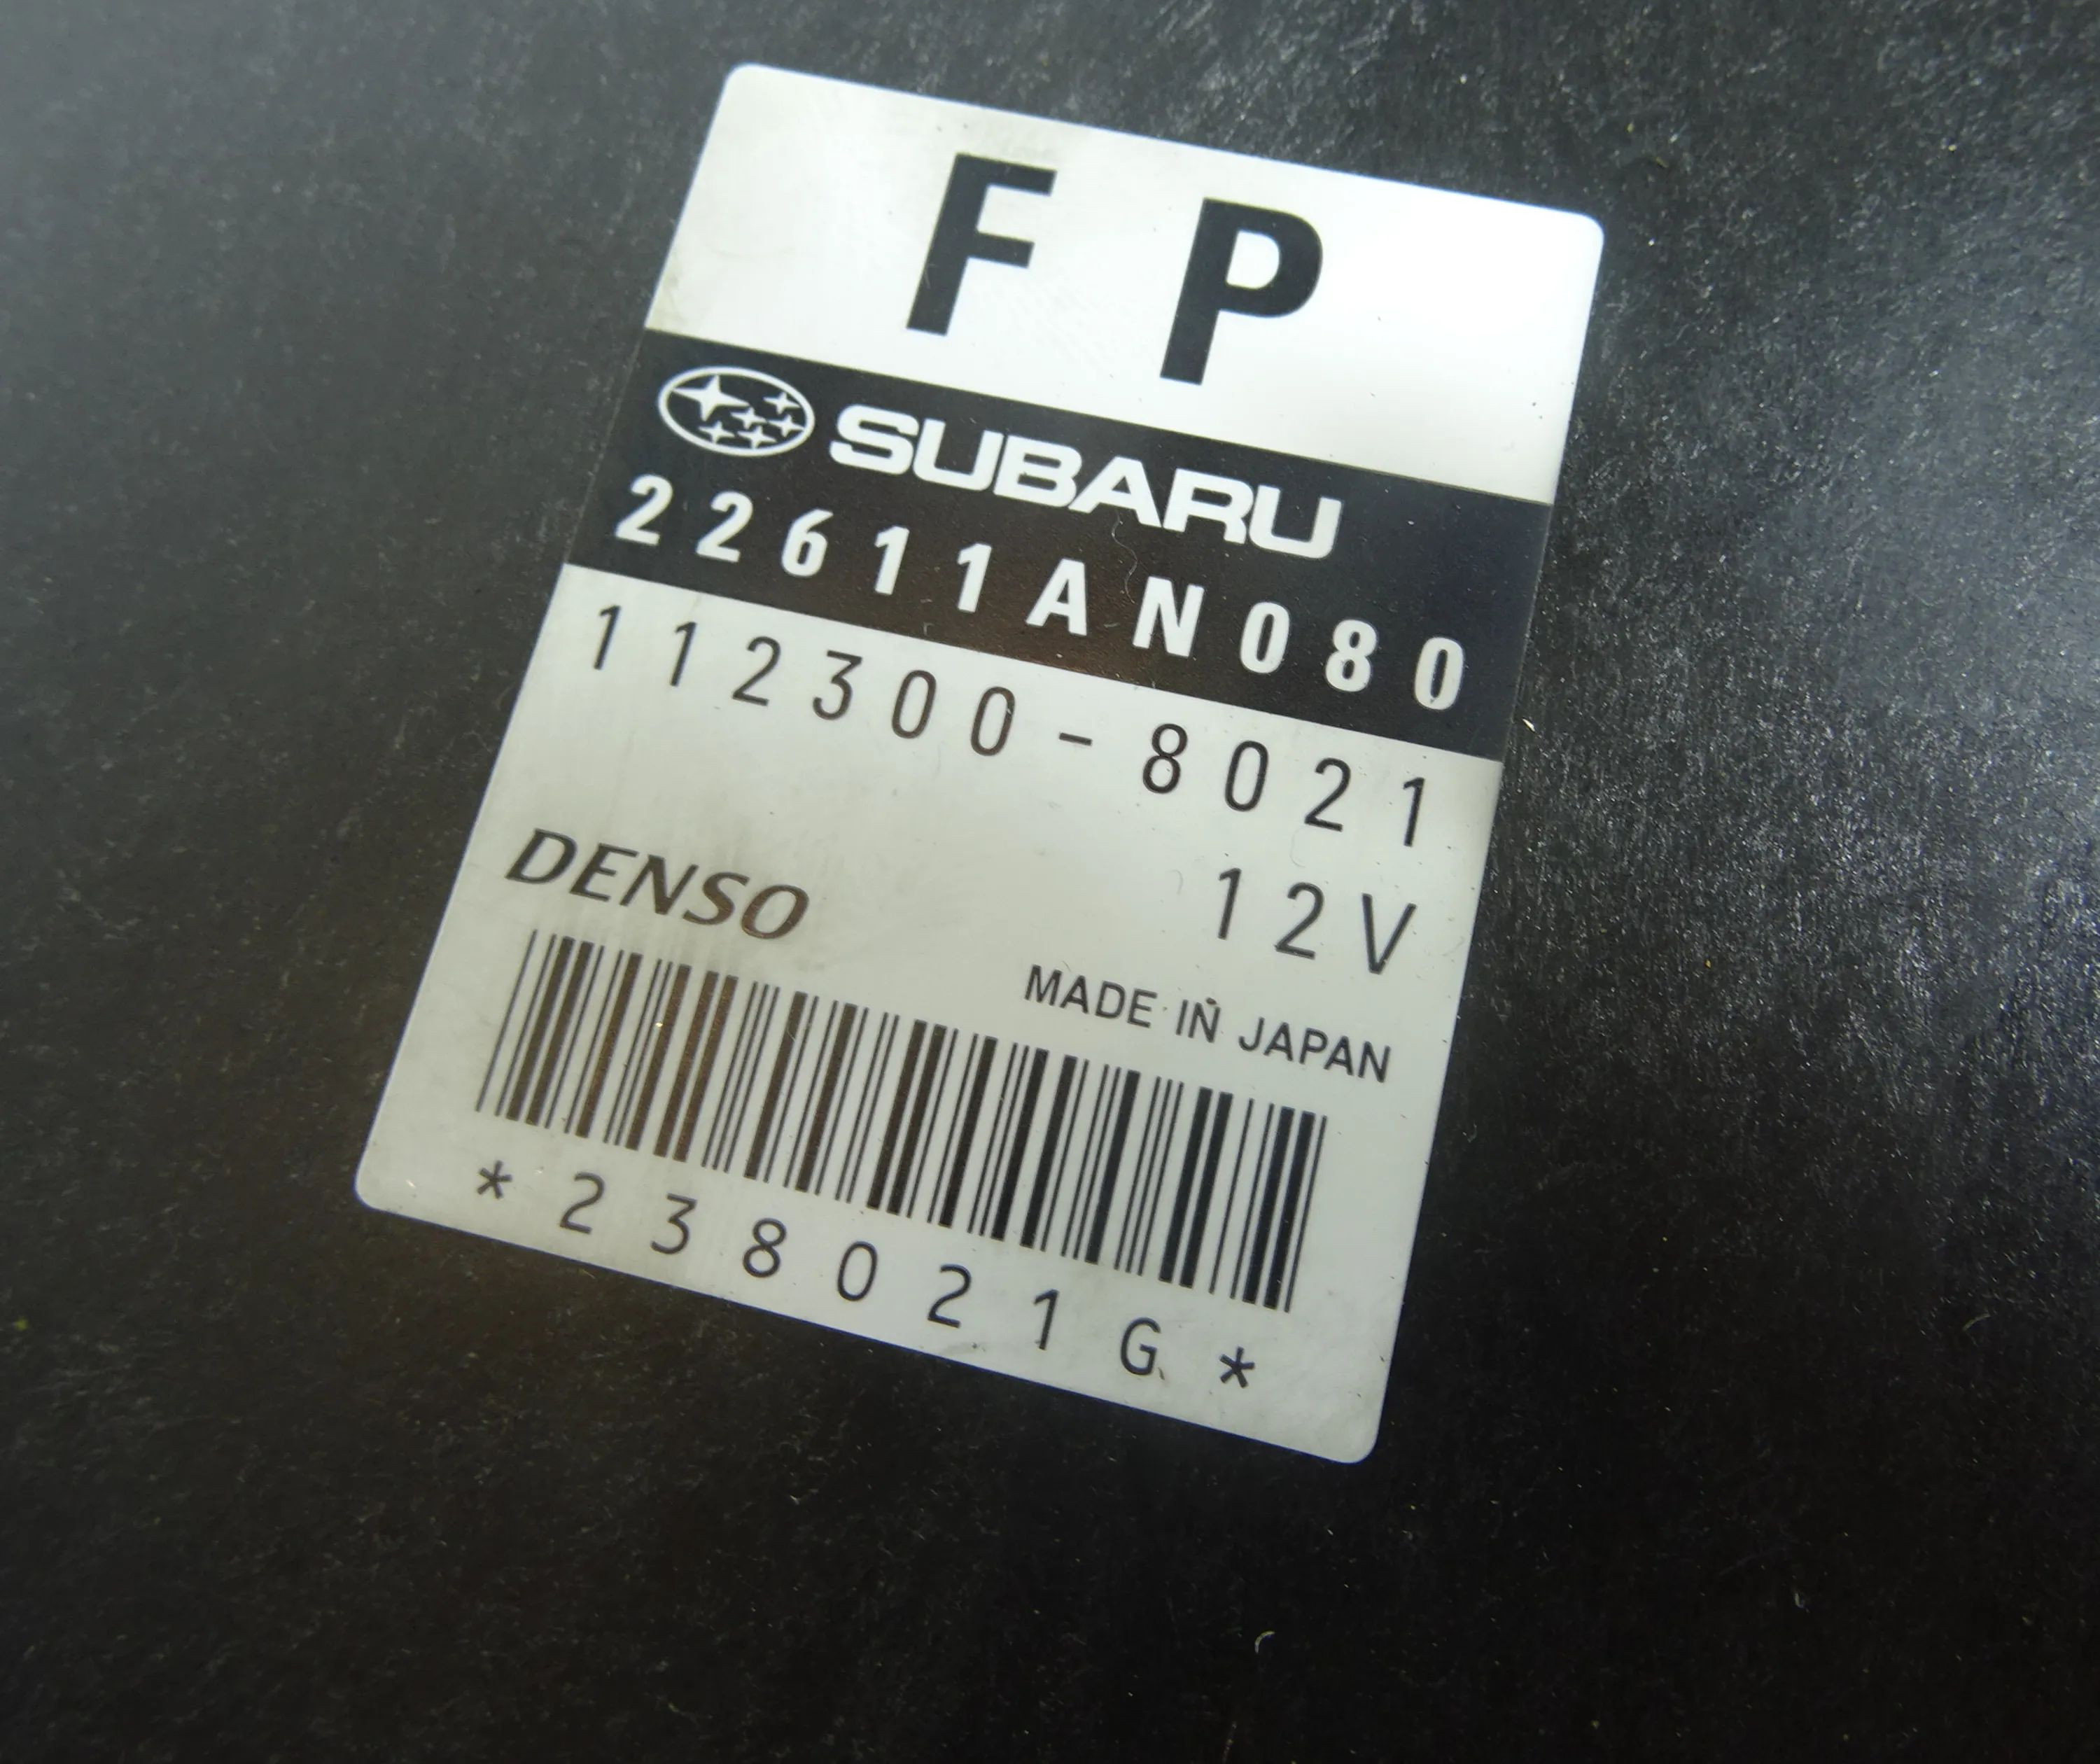 F P
SUBARU
22611AN080
112300-8021
DENSO 12V
MADE IN JAPAN
*238021G*